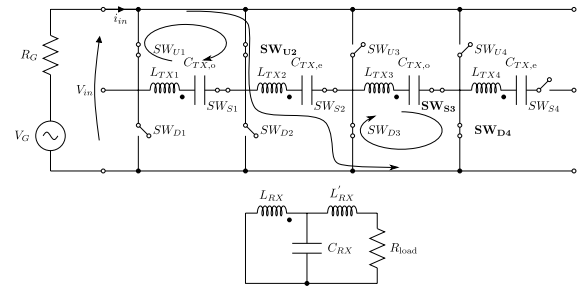 i_in
R_G
SW_U1
SW_U2
SW_U3
SW_U4
C_TX,o
C_TX,e
C_TX,o
C_TX,e
L_TX1
L_TX2
L_TX3
L_TX4
V_in
SW_S1
SW_S2
SW_S3
SW_S4
V_G
SW_D1
SW_D2
SW_D3
SW_D4
L_RX
L'_RX
C_RX
R_load